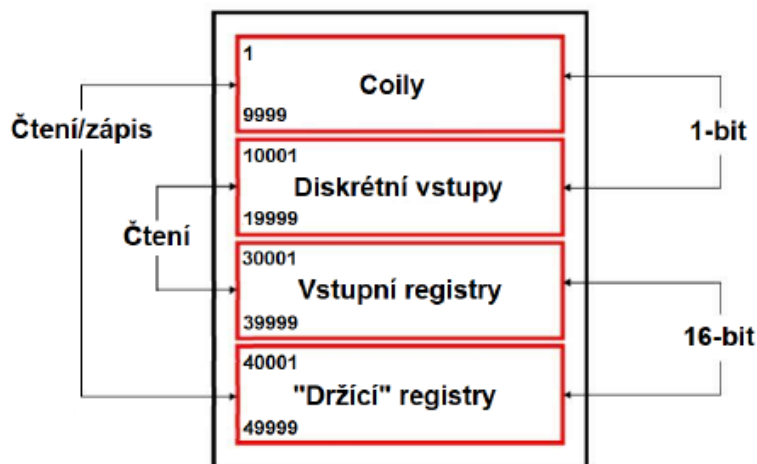 1
Coily
9999
Čtení/zápis
1-bit
10001
Diskrétní vstupy
19999
Čtení
30001
Vstupní registry
39999
16-bit
40001
"Držící" registry
49999